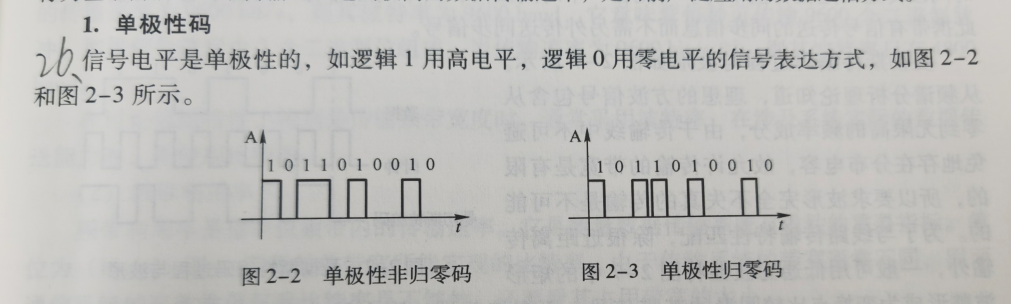 1. 单极性码
26、信号电平是单极性的，如逻辑 1 用高电平，逻辑 0 用零电平的信号表达方式，如图 2-2
和图 2-3 所示。
A
1 0 1 1 0 1 0 0 1 0
t
图 2-2 单极性非归零码
A
1 0 1 1 0 1 0 0 1 0
t
图 2-3 单极性归零码